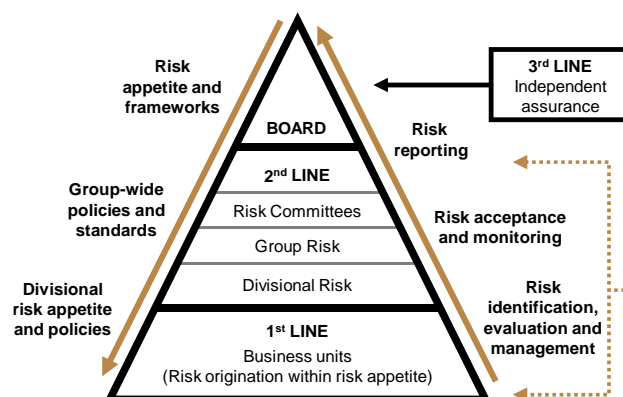 Risk
appetite and
frameworks
Group-wide
policies and
standards
Divisional
risk appetite
and policies
BOARD
2nd LINE
Risk Committees
Group Risk
Divisional Risk
1st LINE
Business units
(Risk origination within risk appetite)
Risk
reporting
Risk acceptance
and monitoring
Risk
identification,
evaluation and
management
3rd LINE
Independent
assurance